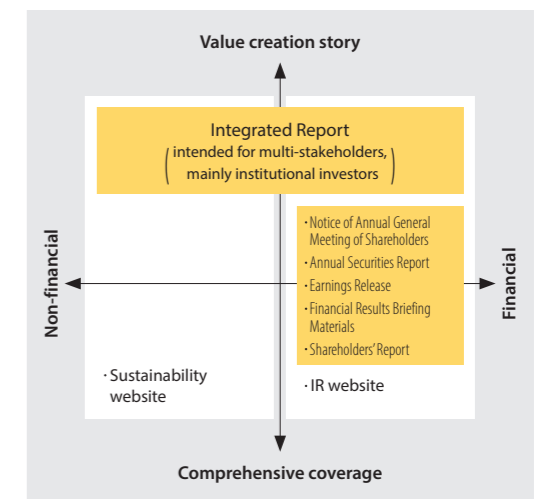 Value creation story
Integrated Report
(intended for multi-stakeholders,
mainly institutional investors)
Non-financial
Financial
·Notice of Annual General
Meeting of Shareholders
·Annual Securities Report
·Earnings Release
·Financial Results Briefing
Materials
·Shareholders' Report
·Sustainability
website
·IR website
Comprehensive coverage